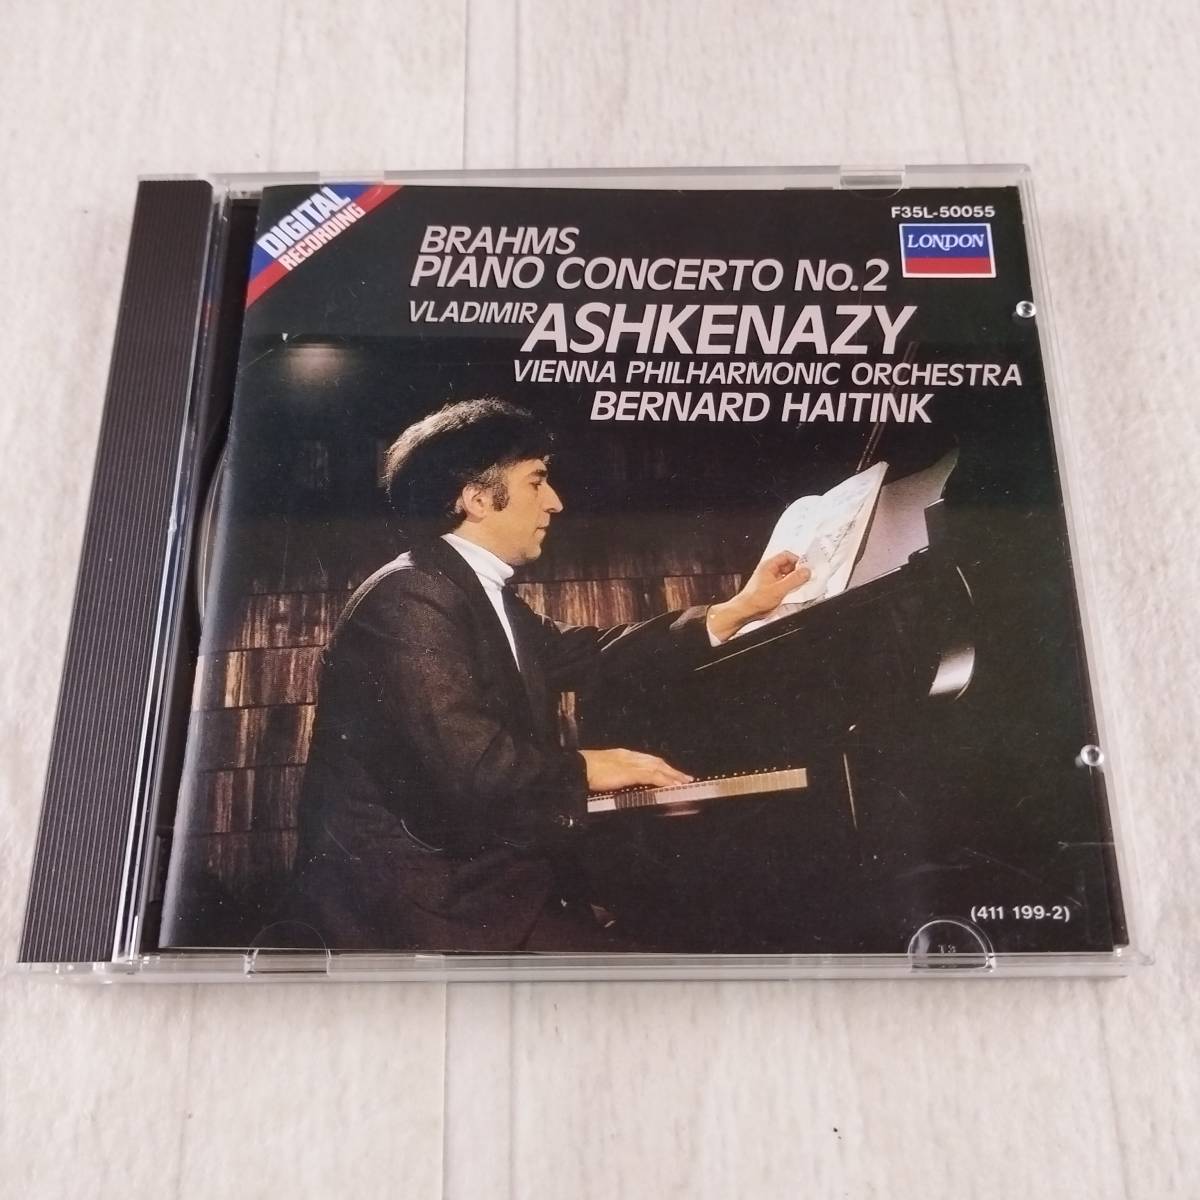 DIGITAL
RECORDING
F35L-50055
LONDON
BRAHMS
PIANO CONCERTO No.2
VLADIMIR ASHKENAZY
VIENNA PHILHARMONIC ORCHESTRA
BERNARD HAITINK
(411 199-2)
13